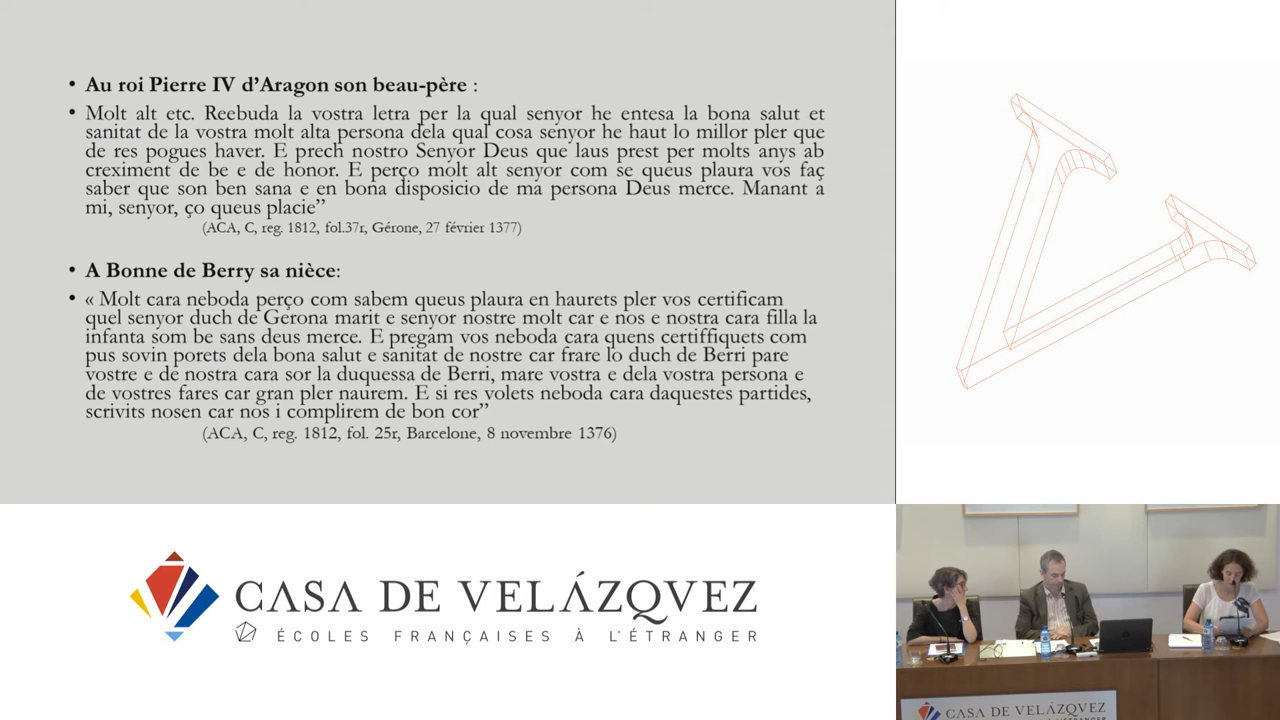 • Au roi Pierre IV d’Aragon son beau-père :
• Molt alt etc. Reebuda la vostra letra per la qual senyor he entesa la bona salut et
sanitat de la vostra molt alta persona dela qual cosa senyor he haut lo millor pler que
de res pogues haver. E prech nostro Senyor Deus que laus prest per molts anys ab
creximent de be e de honor. E perço molt alt senyor com se queus plaura vos faç
saber que son ben sana e en bona disposicio de ma persona Deus merce. Manant a
mi, senyor, ço queus placie”
(ACA, C, reg. 1812, fol.37r, Gérone, 27 février 1377)
• A Bonne de Berry sa nièce:
• « Molt cara neboda perço com sabem queus plaura en haurets pler vos certificam
quel senyor duch de Gerona marit e senyor nostre molt car e nos e nostra cara filla la
infanta som be sans deus merce. E pregam vos neboda cara quens certiffiquets com
pus sovin porets dela bona salut e sanitat de nostre car frare lo duch de Berri pare
vostre e de nostra cara sor la duquessa de Berri, mare vostra e dela vostra persona e
de vostres fares car gran pler naurem. E si res volets neboda cara daquestes partides,
scrivits nosen car nos i complirem de bon cor”
(ACA, C, reg. 1812, fol. 25r, Barcelone, 8 novembre 1376)
CASA DE VELÁZQVEZ
ÉCOLES FRANÇAISES À L'ÉTRANGER
CASA DE VELÁZQVEZ